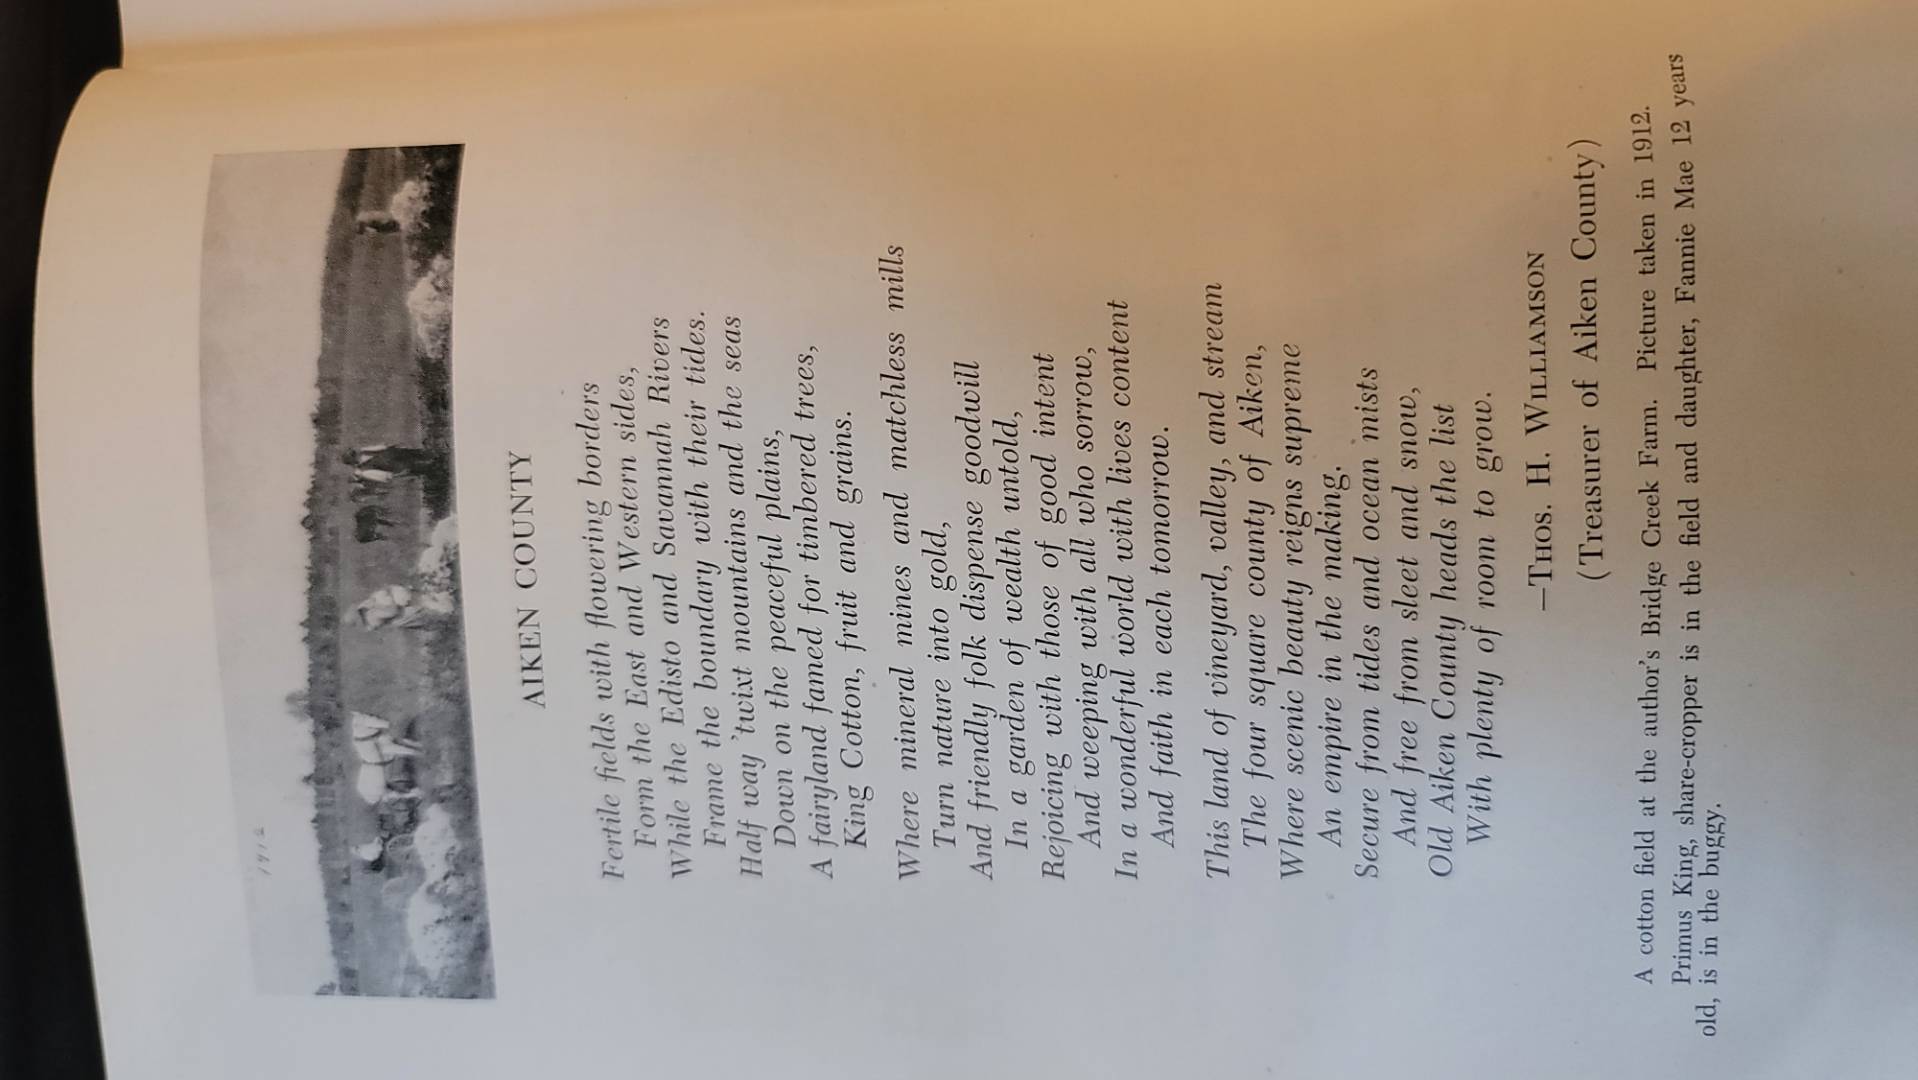 1912
AIKEN COUNTY
Fertile fields with flowering borders
Form the East and Western sides,
While the Edisto and Savannah Rivers
Frame the boundary with their tides.
Half way 'twixt mountains and the seas
Down on the peaceful plains,
A fairyland famed for timbered trees,
King Cotton, fruit and grains.
Where mineral mines and matchless mills
Turn nature into gold,
And friendly folk dispense goodwill
In a garden of wealth untold,
Rejoicing with those of good intent
And weeping with all who sorrow,
In a wonderful world with lives content
And faith in each tomorrow.
This land of vineyard, valley, and stream
The four square county of Aiken,
Where scenic beauty reigns supreme
An empire in the making.
Secure from tides and ocean mists
And free from sleet and snow,
Old Aiken County heads the list
With plenty of room to grow.
—THOS. H. WILLIAMSON
(Treasurer of Aiken County)
A cotton field at the author's Bridge Creek Farm. Picture taken in 1912.
Primus King, share-cropper is in the field and daughter, Fannie Mae 12 years
old, is in the buggy.